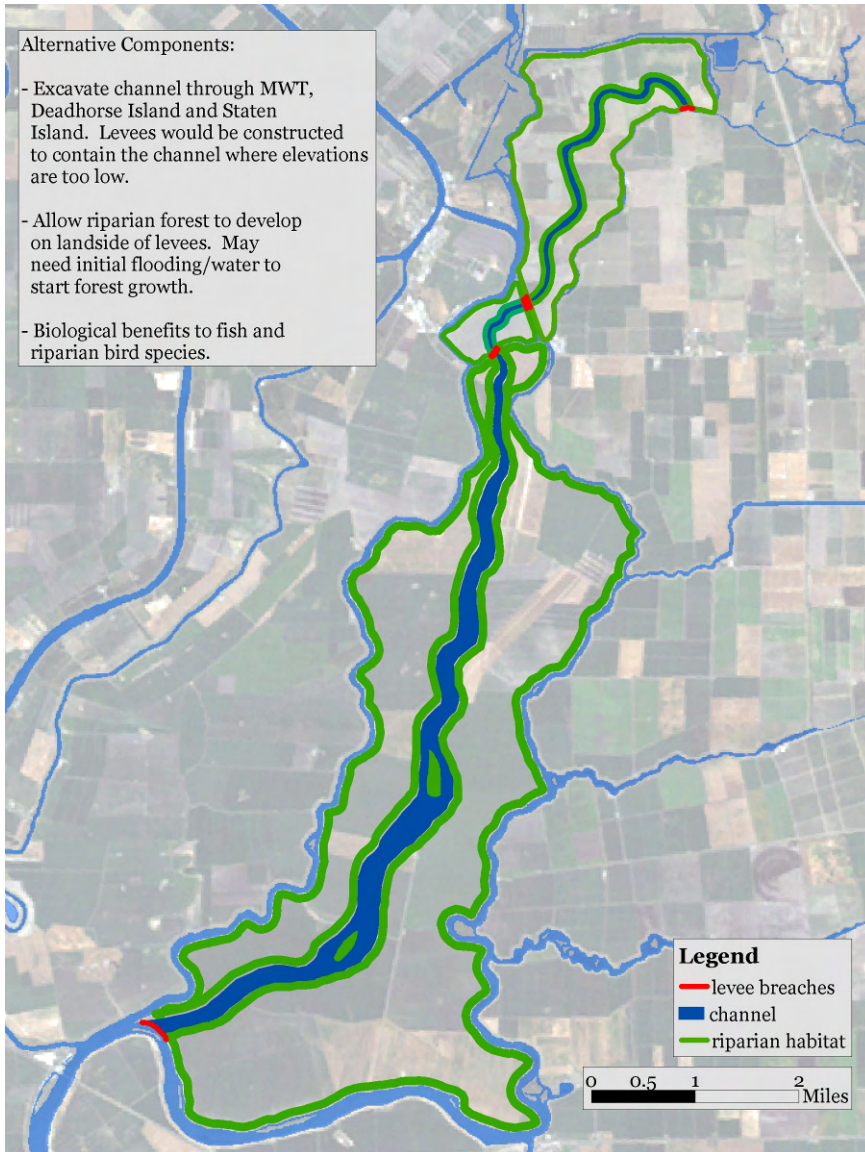 Alternative Components:
- Excavate channel through MWT,
Deadhorse Island and Staten
Island. Levees would be constructed
to contain the channel where elevations
are too low.
- Allow riparian forest to develop
on landside of levees. May
need initial flooding/water to
start forest growth.
- Biological benefits to fish and
riparian bird species.
Legend
levee breaches
channel
riparian habitat
0 0.5 1 2
Miles